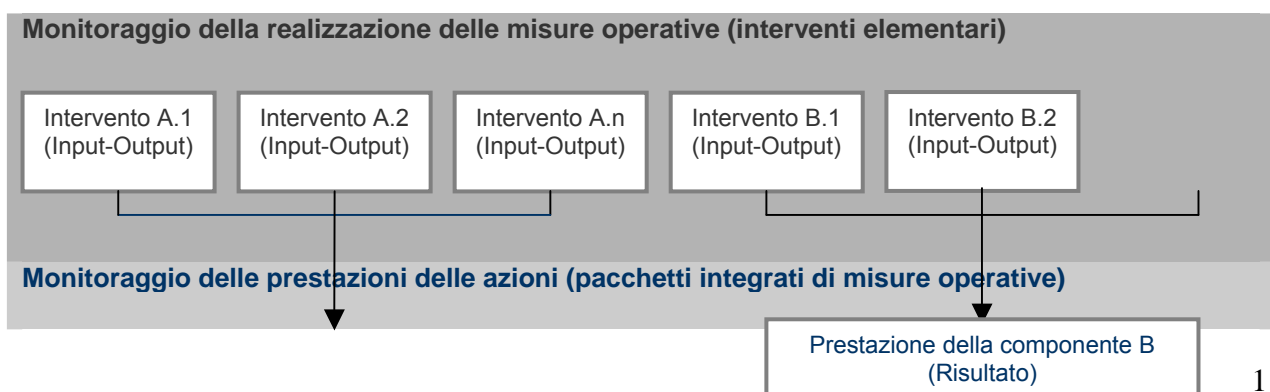 Monitoraggio della realizzazione delle misure operative (interventi elementari)
Intervento A.1
(Input-Output)
Intervento A.2
(Input-Output)
Intervento A.n
(Input-Output)
Intervento B.1
(Input-Output)
Intervento B.2
(Input-Output)
Monitoraggio delle prestazioni delle azioni (pacchetti integrati di misure operative)
Prestazione della componente B
(Risultato)
1